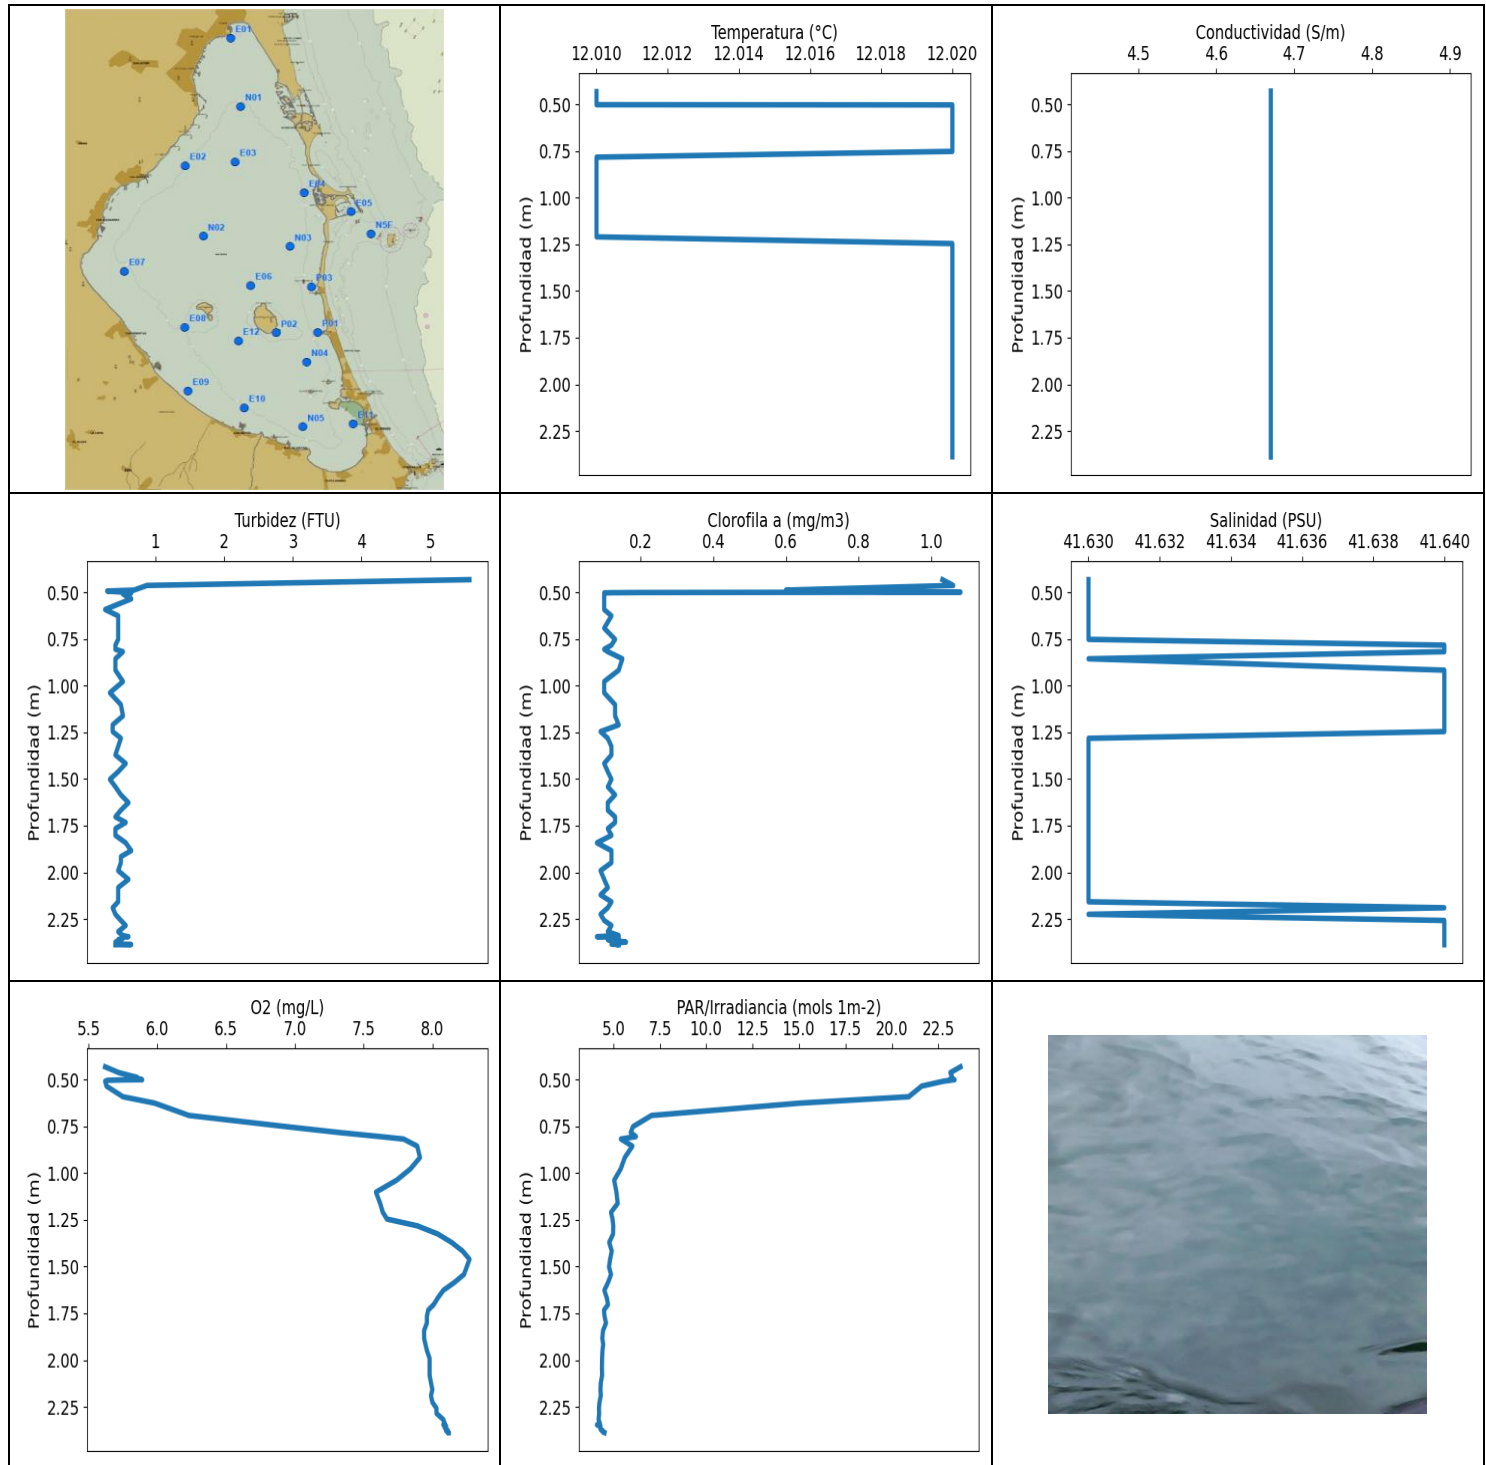 E01
N01
E02
E03
E04
E05
N5F
N02
N03
E07
E06
P03
E08
E12
P02
P01
N04
E09
E10
N05
E11
Temperatura (°C)
12.010 12.012 12.014 12.016 12.018 12.020
Profundidad (m)
0.50
0.75
1.00
1.25
1.50
1.75
2.00
2.25
Conductividad (S/m)
4.5 4.6 4.7 4.8 4.9
Profundidad (m)
0.50
0.75
1.00
1.25
1.50
1.75
2.00
2.25
Turbidez (FTU)
1 2 3 4 5
Profundidad (m)
0.50
0.75
1.00
1.25
1.50
1.75
2.00
2.25
Clorofila a (mg/m3)
0.2 0.4 0.6 0.8 1.0
Profundidad (m)
0.50
0.75
1.00
1.25
1.50
1.75
2.00
2.25
Salinidad (PSU)
41.630 41.632 41.634 41.636 41.638 41.640
Profundidad (m)
0.50
0.75
1.00
1.25
1.50
1.75
2.00
2.25
O2 (mg/L)
5.5 6.0 6.5 7.0 7.5 8.0
Profundidad (m)
0.50
0.75
1.00
1.25
1.50
1.75
2.00
2.25
PAR/Irradiancia (mols 1m-2)
5.0 7.5 10.0 12.5 15.0 17.5 20.0 22.5
Profundidad (m)
0.50
0.75
1.00
1.25
1.50
1.75
2.00
2.25